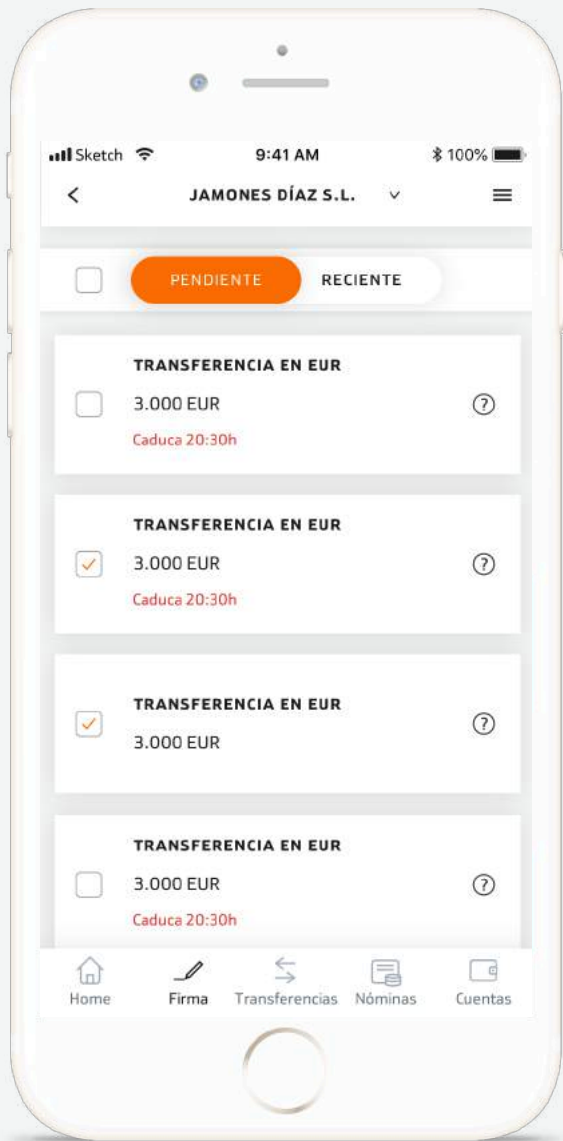 Sketch 9:41 AM 100%
JAMONES DÍAZ S.L.
PENDIENTE RECIENTE
TRANSFERENCIA EN EUR
3.000 EUR ?
Caduca 20:30h
TRANSFERENCIA EN EUR
3.000 EUR ?
Caduca 20:30h
TRANSFERENCIA EN EUR
3.000 EUR ?
TRANSFERENCIA EN EUR
3.000 EUR ?
Caduca 20:30h
Home Firma Transferencias Nóminas Cuentas